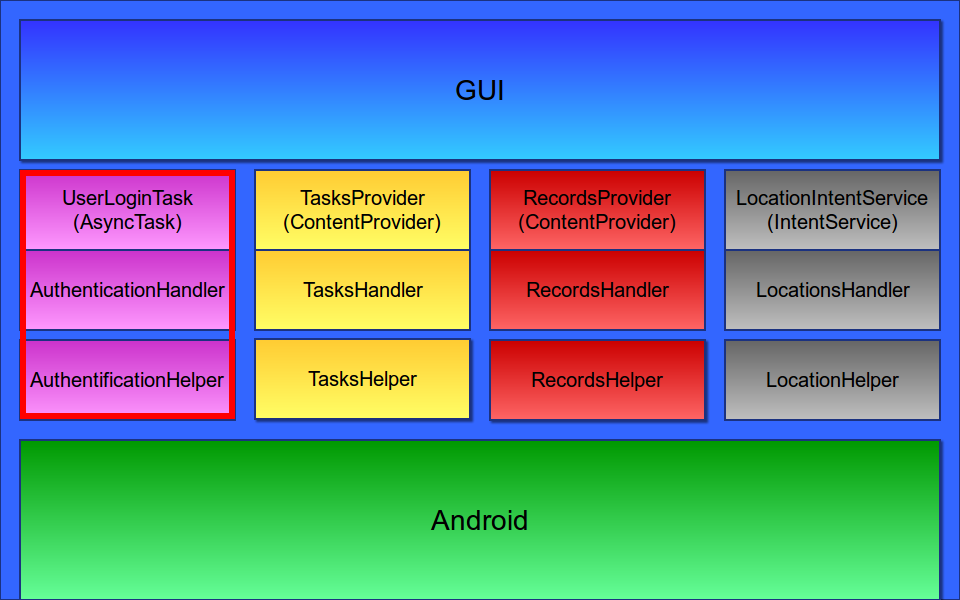 GUI
UserLoginTask
(AsyncTask)
TasksProvider
(ContentProvider)
RecordsProvider
(ContentProvider)
LocationIntentService
(IntentService)
AuthenticationHandler
TasksHandler
RecordsHandler
LocationsHandler
AuthentificationHelper
TasksHelper
RecordsHelper
LocationHelper
Android